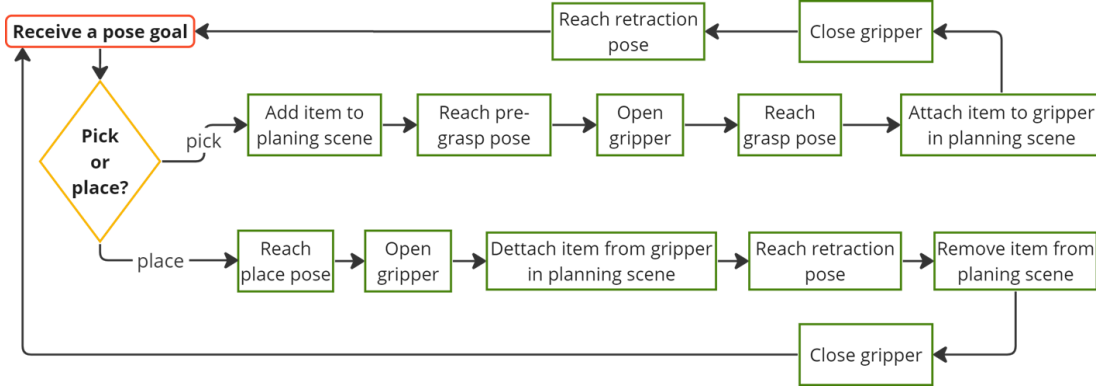 Receive a pose goal
Reach retraction
pose
Close gripper
Pick
or
place?
pick
Add item to
planing scene
Reach pre-
grasp pose
Open
gripper
Reach
grasp pose
Attach item to gripper
in planning scene
place
Reach
place pose
Open
gripper
Dettach item from gripper
in planning scene
Reach retraction
pose
Remove item from
planing scene
Close gripper